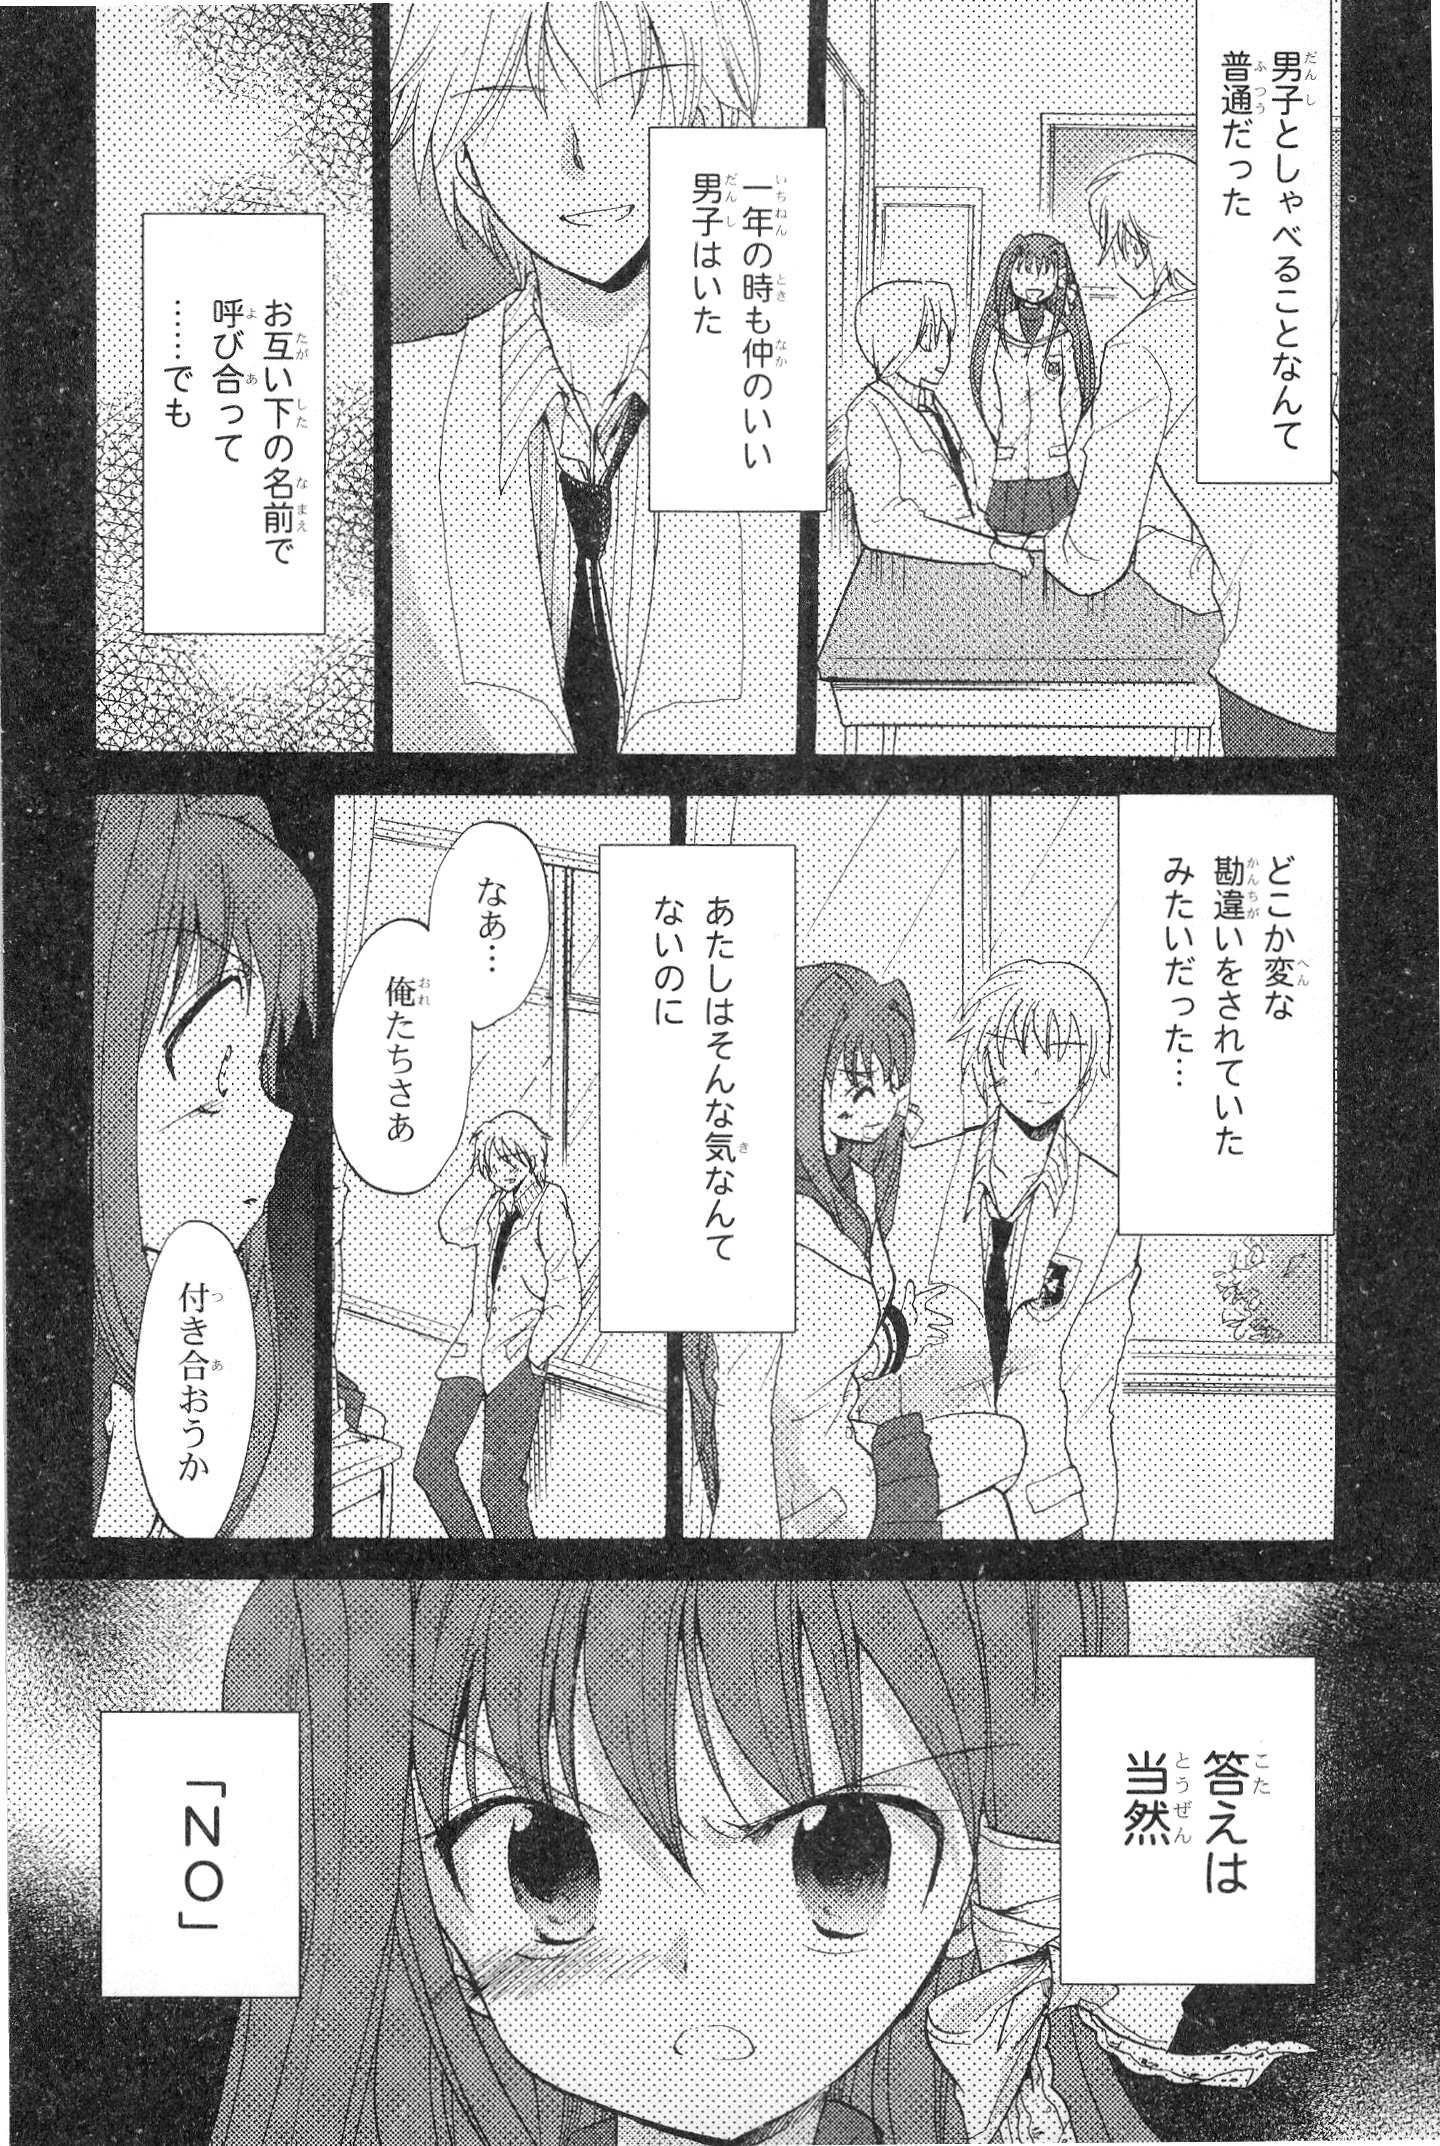 男子としゃべることなんて
普通だった
一年の時も仲のいい
男子はいた
お互い下の名前で
呼び合って
……でも
どこか変な
勘違いをされていた
みたいだった…
あたしはそんな気なんて
ないのに
なあ…
俺たちさあ
付き合おうか
答えは
当然
「NO」